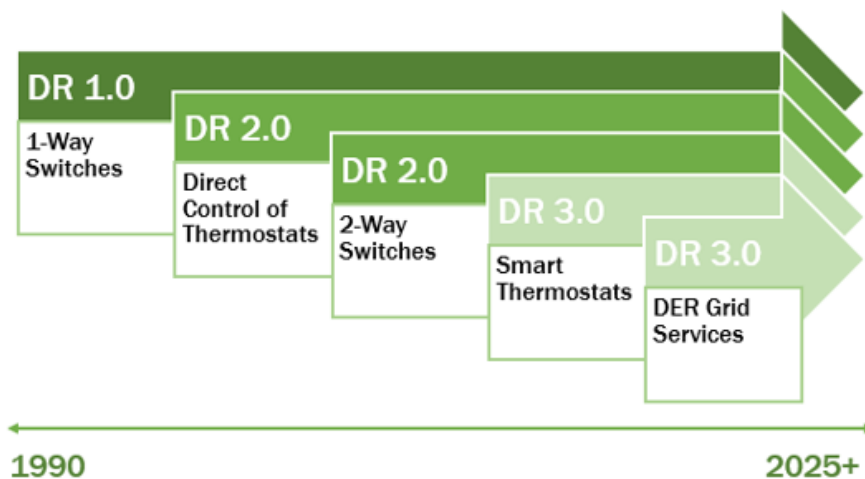 DR 1.0
1-Way
Switches
DR 2.0
Direct
Control of
Thermostats
DR 2.0
2-Way
Switches
DR 3.0
Smart
Thermostats
DR 3.0
DER Grid
Services
1990
2025+